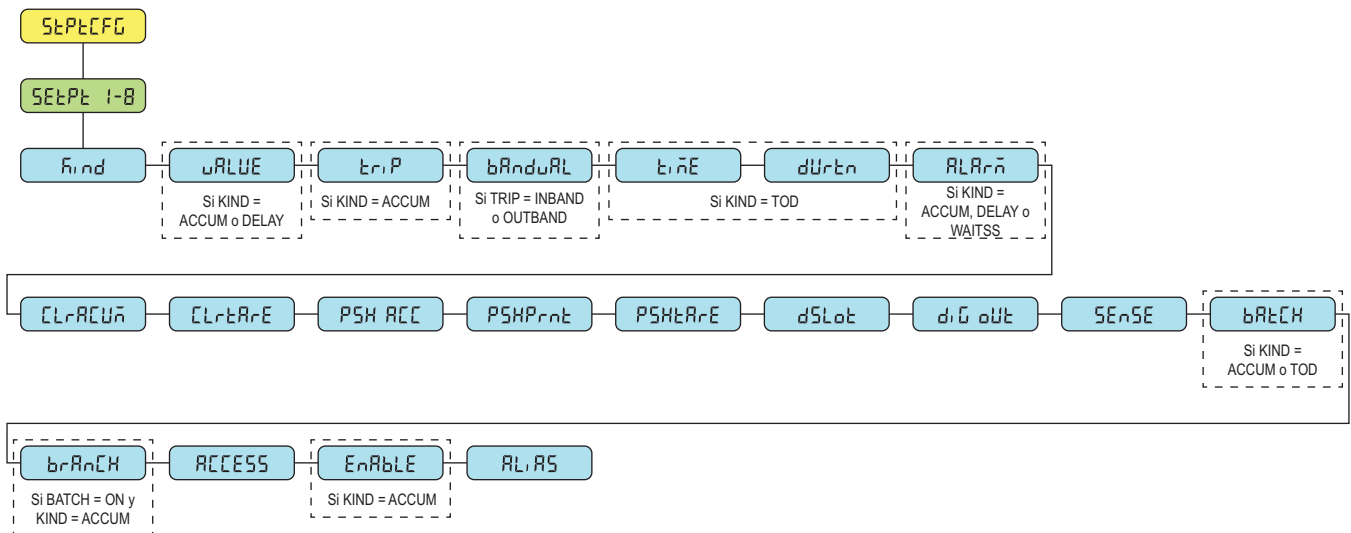 StPtCFG
SEtPt 1-8
Kind
vALUE
triP
bAndvAL
tiME
dUrtn
ALArM
Si KIND =
ACCUM o DELAY
Si KIND = ACCUM
Si TRIP = INBAND
o OUTBAND
Si KIND = TOD
Si KIND =
ACCUM, DELAY o
WAITSS
CLrACUM
CLrtArE
PSH ACC
PSHPrnt
PSHtArE
dSLot
diG oUt
SEnSE
bAtCH
Si KIND =
ACCUM o TOD
brAnCH
ACCESS
EnAbLE
ALiAS
Si BATCH = ON y
KIND = ACCUM
Si KIND = ACCUM